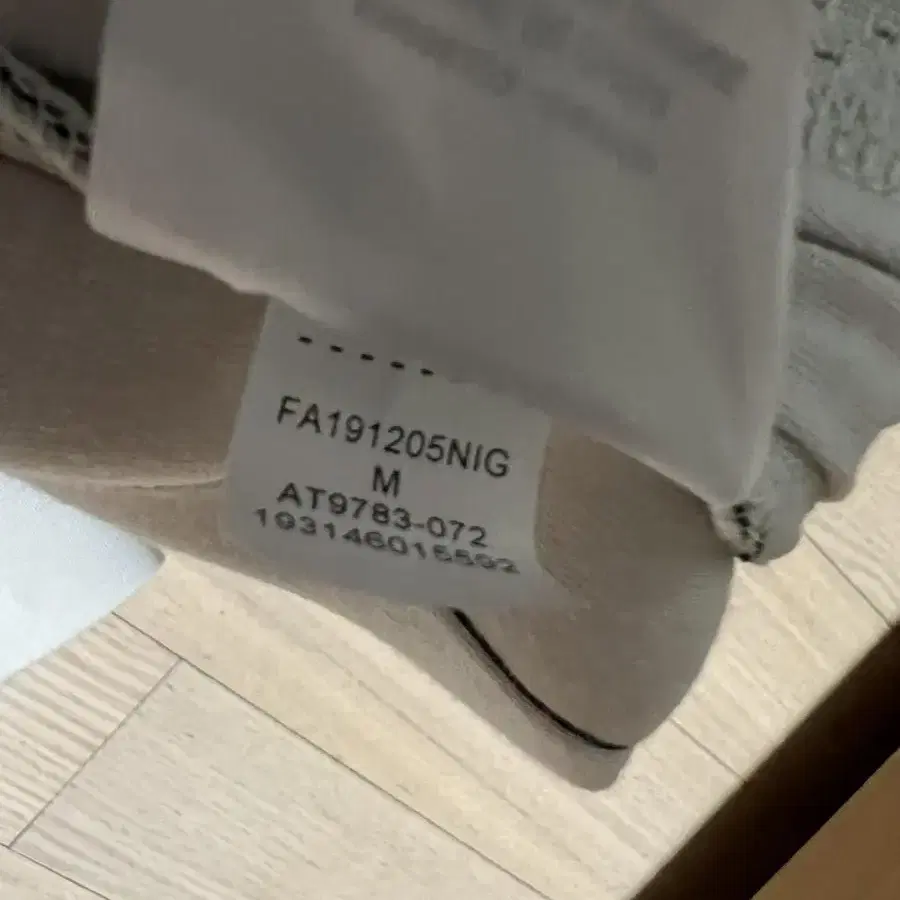 -----
FA191205NIG
M
AT9783-072
193146015592